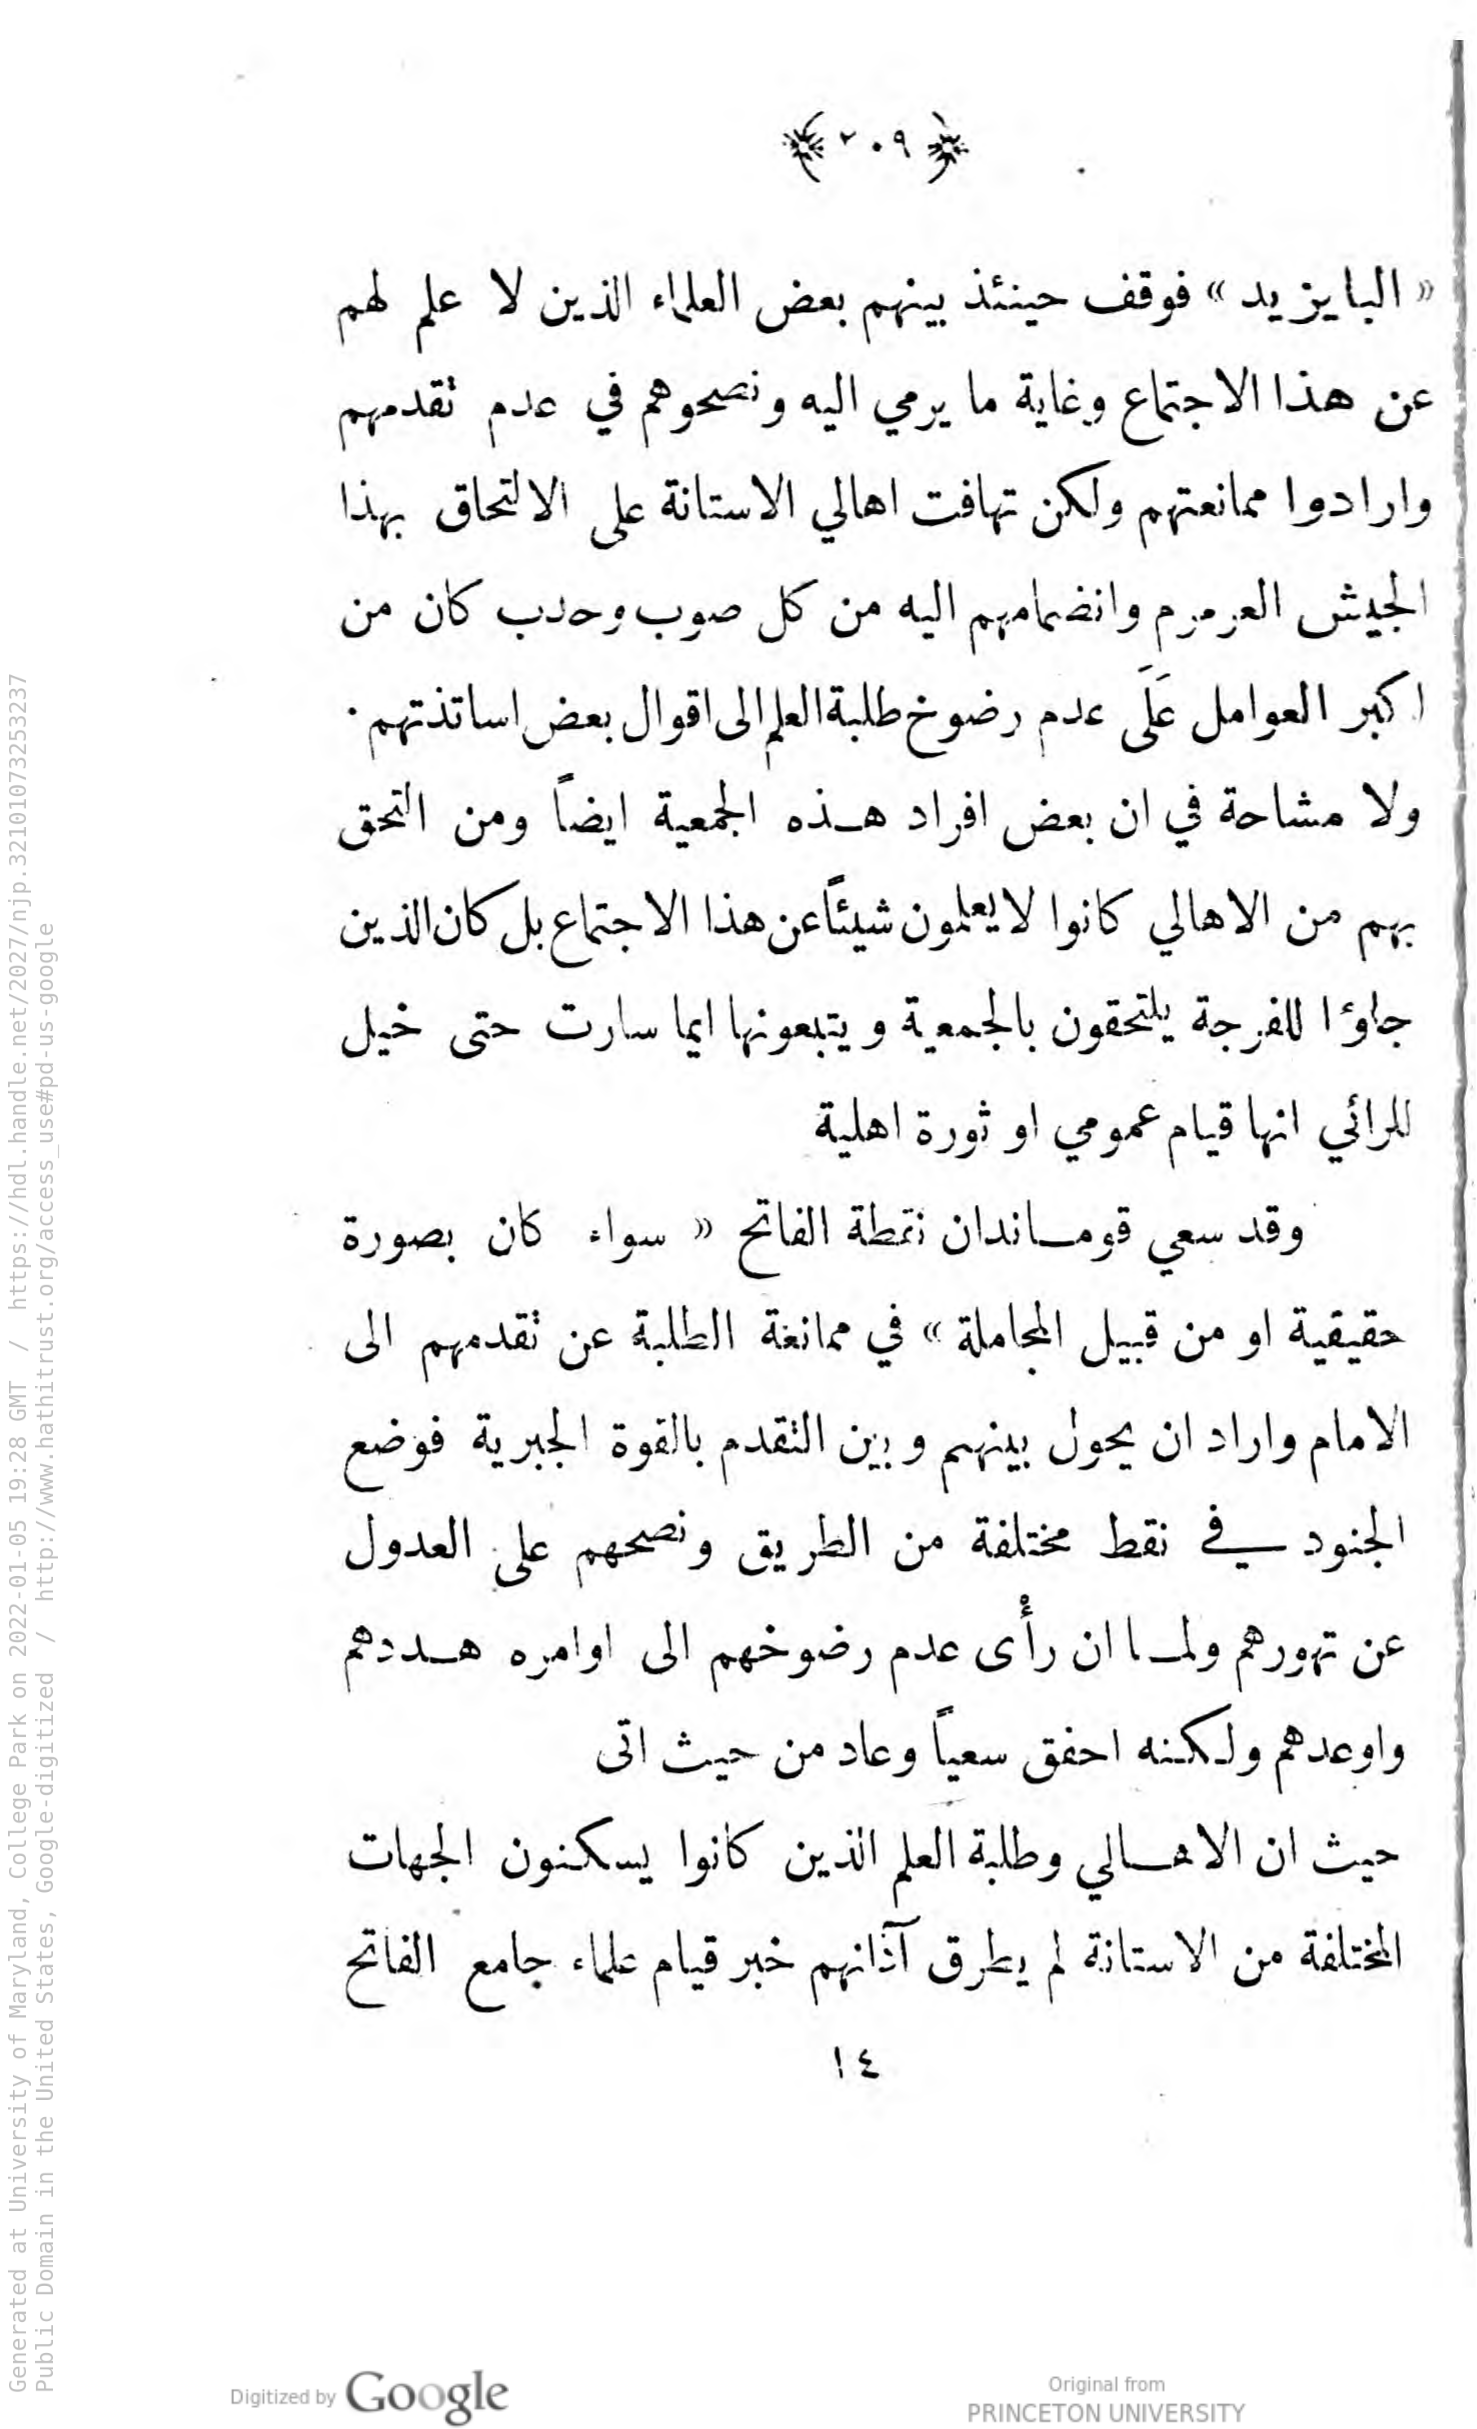 ﴿ ٢٠٩ ﴾
« البايزيد » فوقف حينئذ بينهم بعض العلماء الذين لا علم لهم
عن هذا الاجتماع وغاية ما يرمي اليه ونصحوهم في عدم تقدمهم
وارادوا ممانعتهم ولكن تهافت اهالي الاستانة على الالتحاق بهذا
الجيش العرمرم وانضمامهم اليه من كل صوب وحدب كان من
اكبر العوامل عَلَى عدم رضوخ طلبة العلم الى اقوال بعض اساتذتهم ·
ولا مشاحة في ان بعض افراد هـذه الجمعية ايضاً ومن التحق
بهم من الاهالي كانوا لا يعلمون شيئاً عن هذا الاجتماع بل كان الذين
جاؤا للفرجة يلتحقون بالجمعية ويتبعونها ايما سارت حتى خيل
للرائي انها قيام عمومي او ثورة اهلية
وقد سعي قومـاندان نقطة الفاتح « سواء كان بصورة
حقيقية او من قبيل المجاملة » في ممانعة الطلبة عن تقدمهم الى
الامام واراد ان يحول بينهم وبين التقدم بالقوة الجبرية فوضع
الجنود في نقط مختلفة من الطريق ونصحهم على العدول
عن تهورهم ولمـا ان رأى عدم رضوخهم الى اوامره هـددهم
واوعدهم ولكنه احفق سعياً وعاد من حيث اتى
حيث ان الاهـالي وطلبة العلم الذين كانوا يسكنون الجهات
المختلفة من الاستانة لم يطرق آذانهم خبر قيام علماء جامع الفاتح
١٤
Generated at University of Maryland, College Park on 2022-01-05 19:28 GMT / https://hdl.handle.net/2027/njp.32101073253237
Public Domain in the United States, Google-digitized / http://www.hathitrust.org/access_use#pd-us-google
Digitized by Google
Original from
PRINCETON UNIVERSITY